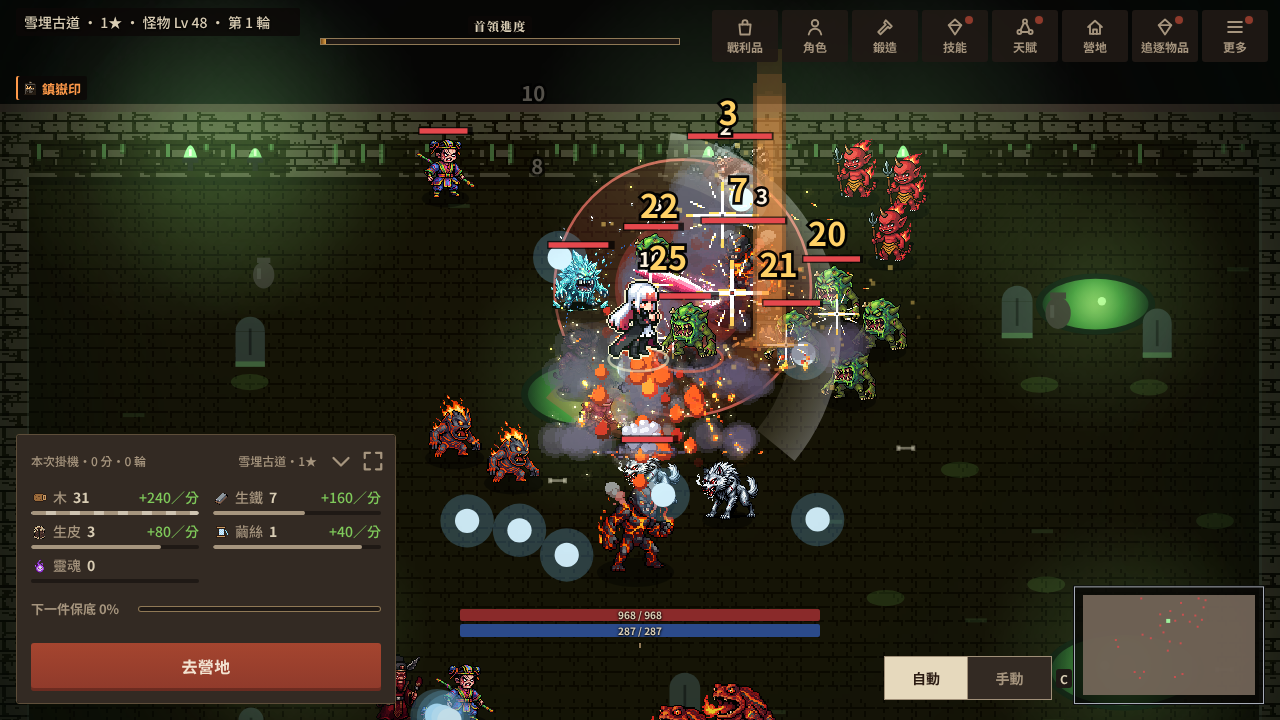 雪埋古道 · 1★ · 怪物 Lv 48 · 第 1 輪
首領進度
戰利品
角色
鍛造
技能
天賦
營地
追逐物品
更多
鎮嶽印
10
8
3
2
7
3
22
20
25
21
本次掛機·0 分·0 輪
雪埋古道·1★
木 31
+240／分
生鐵 7
+160／分
生皮 3
+80／分
繭絲 1
+40／分
靈魂 0
下一件保底 0%
去營地
968 / 968
287 / 287
自動
手動
C